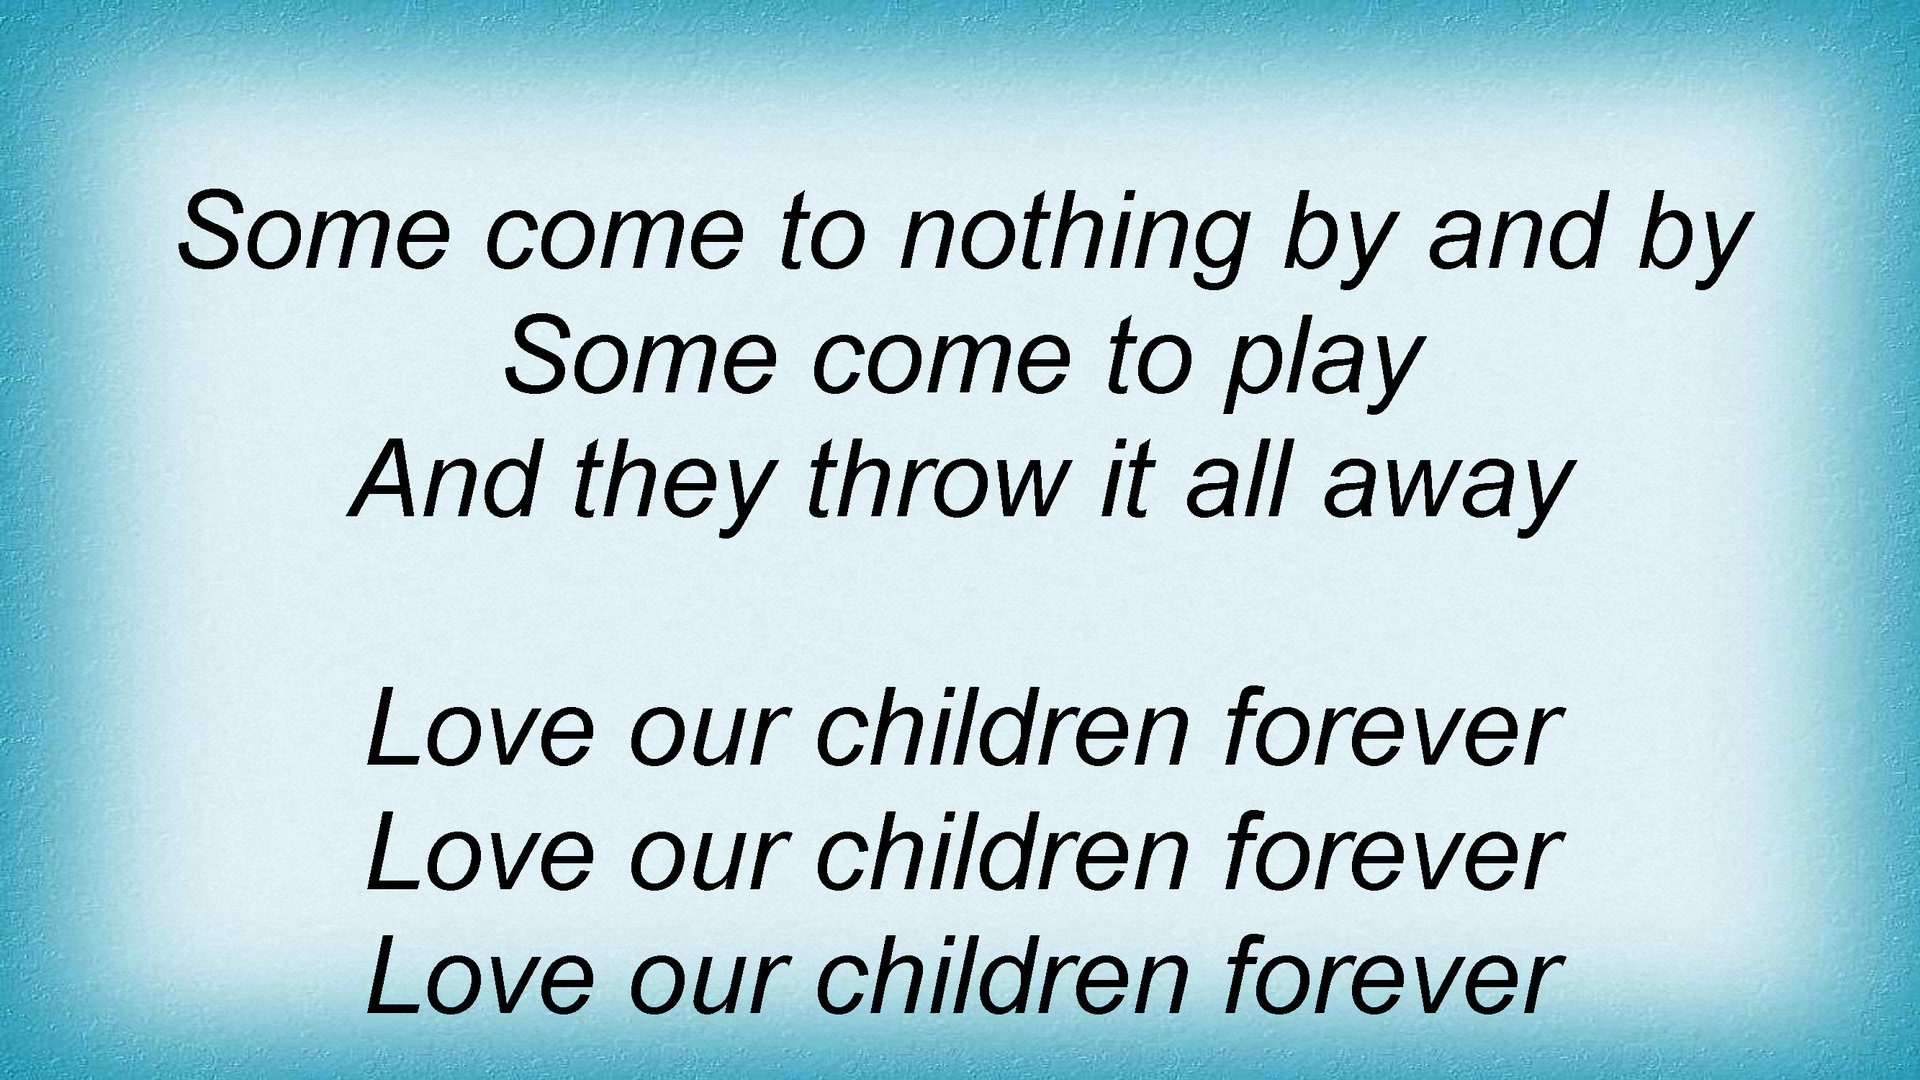 Some come to nothing by and by
Some come to play
And they throw it all away
Love our children forever
Love our children forever
Love our children forever